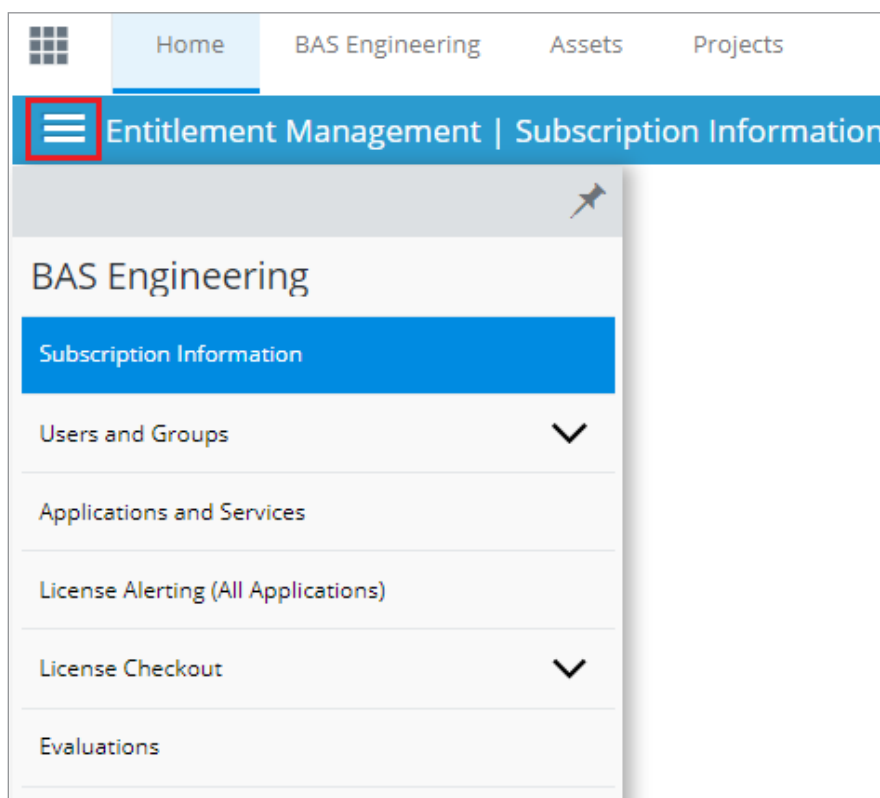 Home BAS Engineering Assets Projects
Entitlement Management | Subscription Information
BAS Engineering
Subscription Information
Users and Groups
Applications and Services
License Alerting (All Applications)
License Checkout
Evaluations